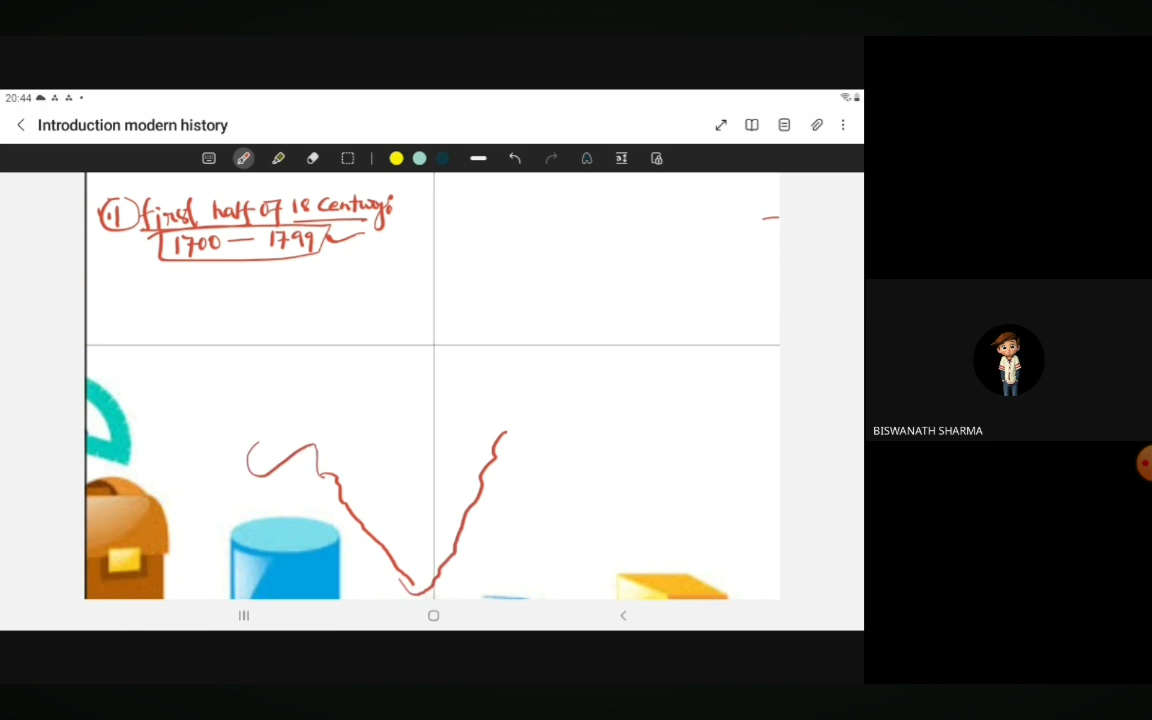 20:44
Introduction modern history
.1 first half of 18 Century:
1700 — 1799
BISWANATH SHARMA